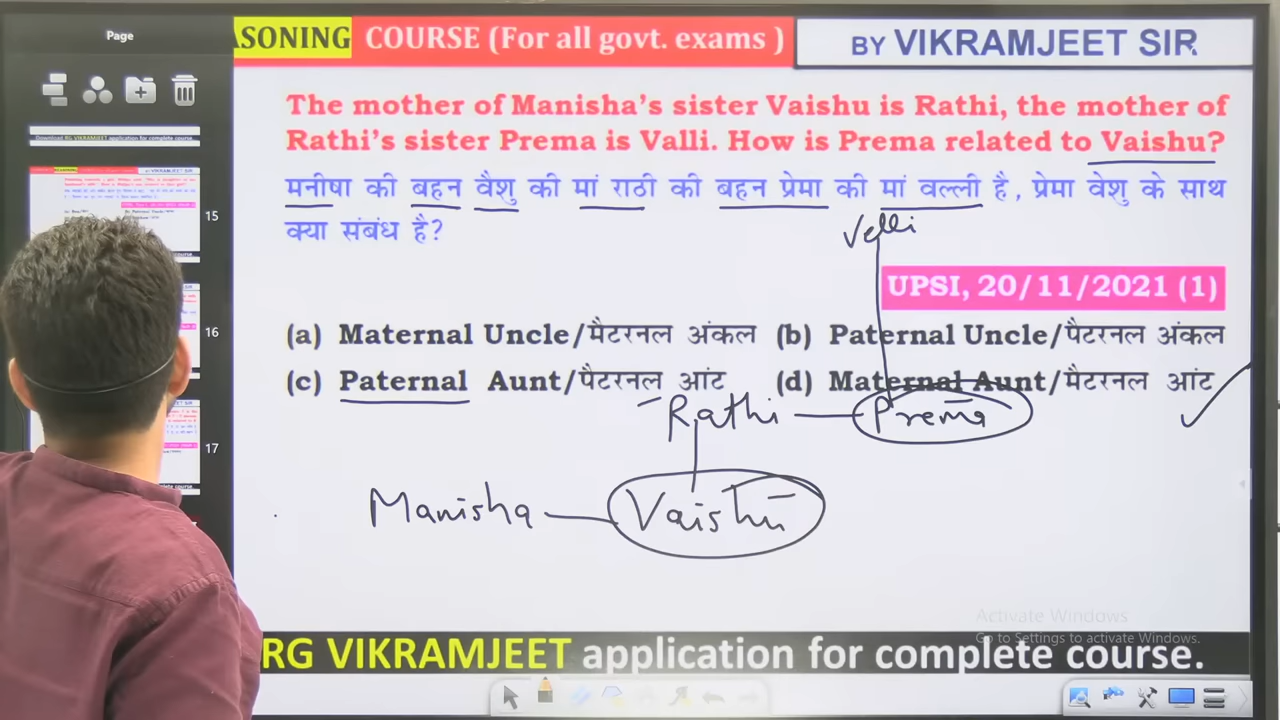 Page
ASONING COURSE (For all govt. exams ) BY VIKRAMJEET SIR
The mother of Manisha's sister Vaishu is Rathi, the mother of
Rathi's sister Prema is Valli. How is Prema related to Vaishu?
मनीषा की बहन वैशु की मां राठी की बहन प्रेमा की मां वल्ली है, प्रेमा वेशु के साथ
क्या संबंध है?
Velli
UPSI, 20/11/2021 (1)
(a) Maternal Uncle/मैटरनल अंकल (b) Paternal Uncle/पैटरनल अंकल
(c) Paternal Aunt/पैटरनल आंट (d) Maternal Aunt/मैटरनल आंट
Rathi Prema
Manisha Vaishu
15
16
17
Activate Windows
Go to Settings to activate Windows.
RG VIKRAMJEET application for complete course.